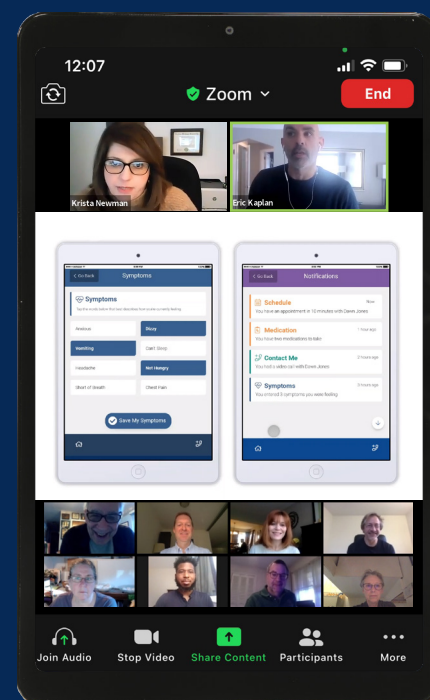 12:07
Zoom
End
Krista Newman
Eric Kaplan
Go Back
Symptoms
Symptoms
Anxious
Dizzy
Vomiting
Can't Sleep
Headache
Not Hungry
Short of Breath
Chest Pain
Save My Symptoms
Go Back
Notifications
Schedule
Now
You have an appointment in 10 minutes with Dawn Jones
Medication
1 hour ago
You have two medications to take
Contact Me
2 hours ago
You had a video call with Dawn Jones
Symptoms
3 hours ago
You entered 3 symptoms you were feeling
Join Audio
Stop Video
Share Content
Participants
More